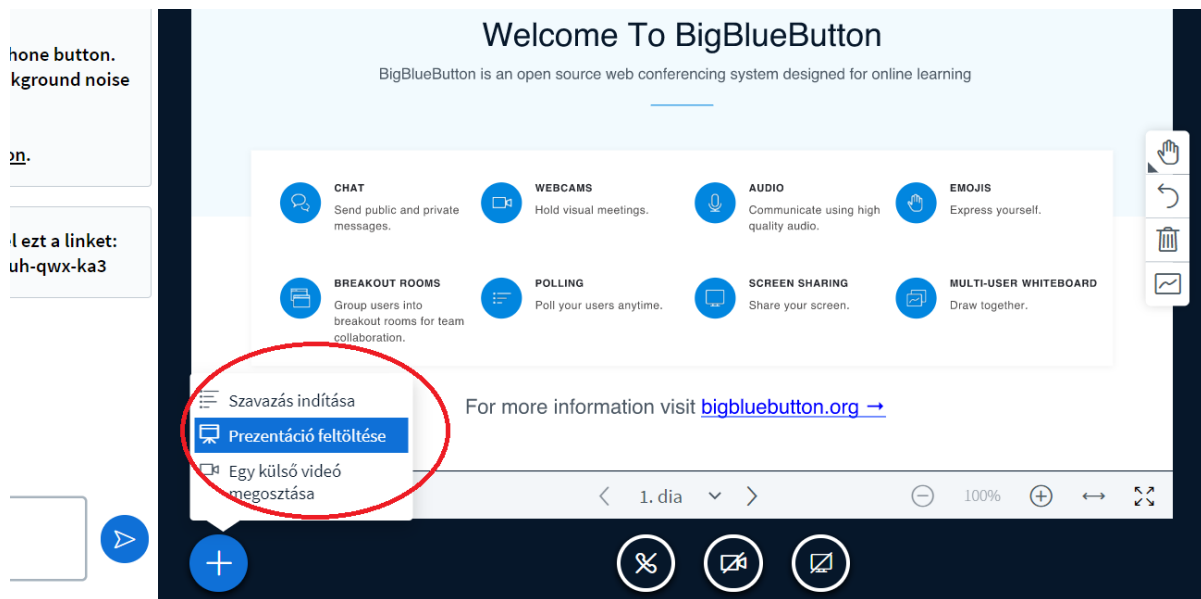 hone button.
kground noise
on.
l ezt a linket:
uh-qwx-ka3
Welcome To BigBlueButton
BigBlueButton is an open source web conferencing system designed for online learning
CHAT
Send public and private
messages.
WEBCAMS
Hold visual meetings.
AUDIO
Communicate using high
quality audio.
EMOJIS
Express yourself.
BREAKOUT ROOMS
Group users into
breakout rooms for team
collaboration.
POLLING
Poll your users anytime.
SCREEN SHARING
Share your screen.
MULTI-USER WHITEBOARD
Draw together.
For more information visit bigbluebutton.org →
Szavazás indítása
Prezentáció feltöltése
Egy külső videó
megosztása
1. dia
100%